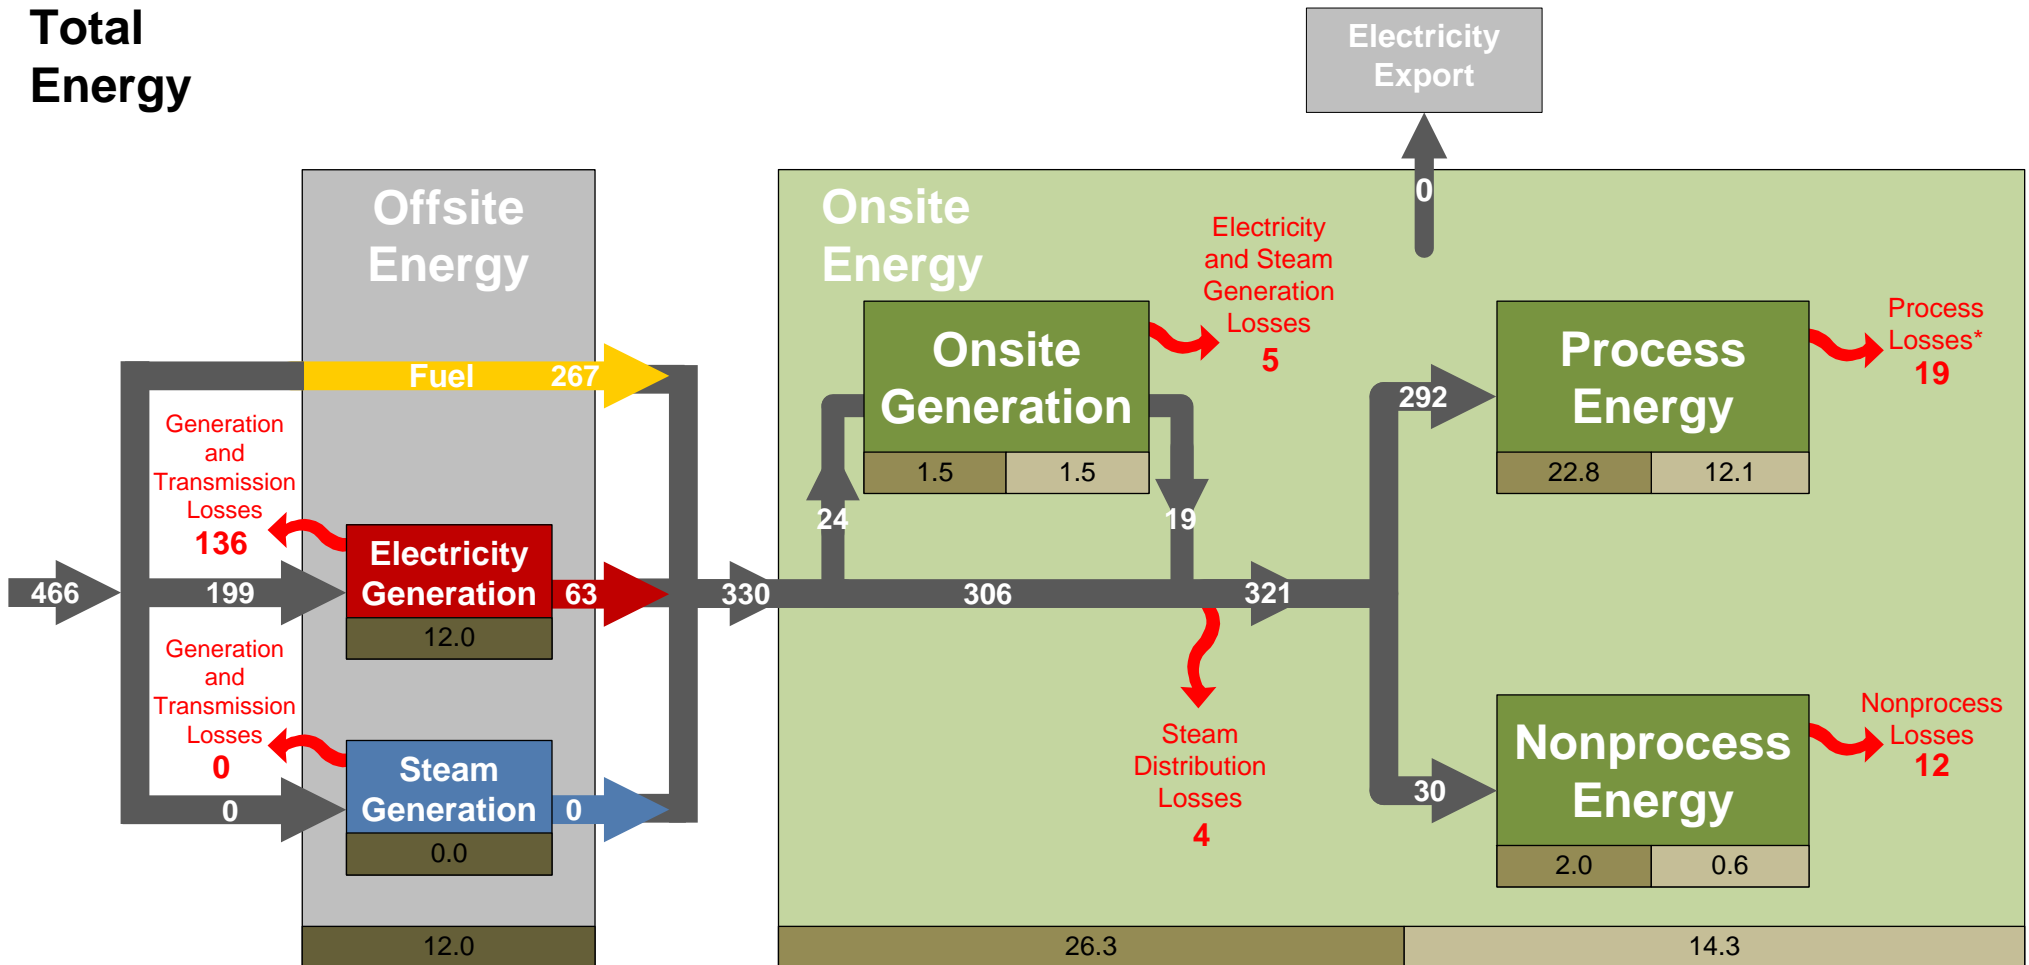 Total
Energy
Electricity
Export
0
Offsite
Energy
Fuel 267
Generation
and
Transmission
Losses
136
466
199
Electricity
Generation
63
12.0
Generation
and
Transmission
Losses
0
0
Steam
Generation
0
0.0
12.0
330
Onsite
Energy
Onsite
Generation
1.5
1.5
24
19
Electricity
and Steam
Generation
Losses
5
306
321
Steam
Distribution
Losses
4
292
Process
Energy
22.8
12.1
Process
Losses*
19
30
Nonprocess
Energy
2.0
0.6
Nonprocess
Losses
12
26.3
14.3